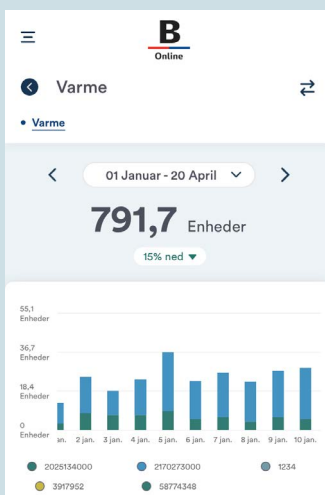 B
Online
Varme
• Varme
01 Januar - 20 April
791,7 Enheder
15% ned ▼
55,1
Enheder
36,7
Enheder
18,4
Enheder
0
Enheder
an. 2 jan. 3 jan. 4 jan. 5 jan. 6 jan. 7 jan. 8 jan. 9 jan. 10 jan.
2025134000 2170273000 1234
3917952 58774348